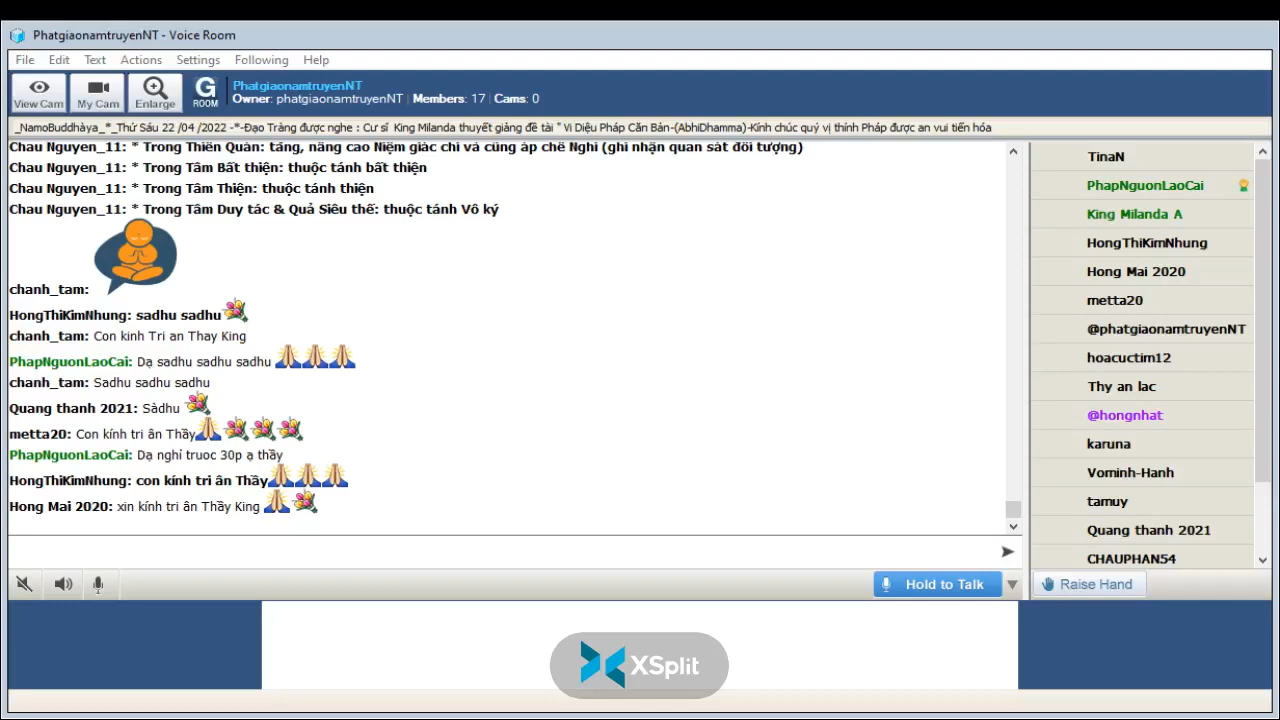 PhatgiaonamtruyenNT - Voice Room
File Edit Text Actions Settings Following Help
View Cam My Cam Enlarge
G ROOM
PhatgiaonamtruyenNT
Owner: phatgiaonamtruyenNT | Members: 17 | Cams: 0
_NamoBuddhàya_*_Thứ Sáu 22 /04 /2022 -*-Đạo Tràng được nghe : Cư sĩ King Milanda thuyết giảng đề tài " Vi Diệu Pháp Căn Bản-(AbhiDhamma)-Kính chúc quý vị thính Pháp được an vui tiến hóa
Chau Nguyen_11: * Trong Thiền Quán: tăng, nâng cao Niệm giác chi và cũng áp chế Nghi (ghi nhận quan sát đối tượng)
Chau Nguyen_11: * Trong Tâm Bất thiện: thuộc tánh bất thiện
Chau Nguyen_11: * Trong Tâm Thiện: thuộc tánh thiện
Chau Nguyen_11: * Trong Tâm Duy tác & Quả Siêu thế: thuộc tánh Vô ký
chanh_tam:
HongThiKimNhung: sadhu sadhu
chanh_tam: Con kinh Tri an Thay King
PhapNguonLaoCai: Dạ sadhu sadhu sadhu
chanh_tam: Sadhu sadhu sadhu
Quang thanh 2021: Sàdhu
metta20: Con kính tri ân Thầy
PhapNguonLaoCai: Dạ nghỉ truoc 30p ạ thầy
HongThiKimNhung: con kính tri ân Thầy
Hong Mai 2020: xin kính tri ân Thầy King
TinaN
PhapNguonLaoCai
King Milanda A
HongThiKimNhung
Hong Mai 2020
metta20
@phatgiaonamtruyenNT
hoacuctim12
Thy an lac
@hongnhat
karuna
Vominh-Hanh
tamuy
Quang thanh 2021
CHAUPHAN54
Hold to Talk
Raise Hand
XSplit